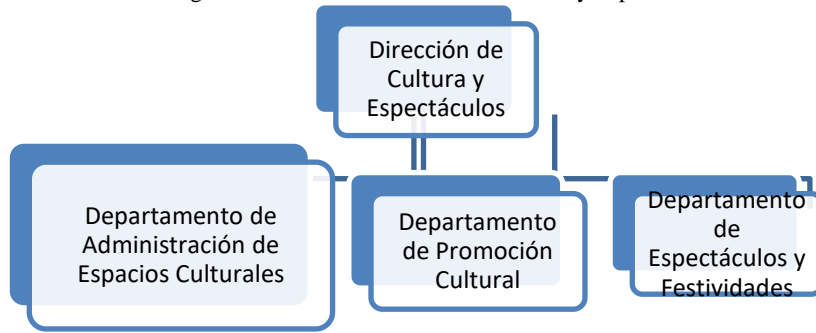 Dirección de
Cultura y
Espectáculos
Departamento de
Administración de
Espacios Culturales
Departamento
de Promoción
Cultural
Departamento
de
Espectáculos y
Festividades